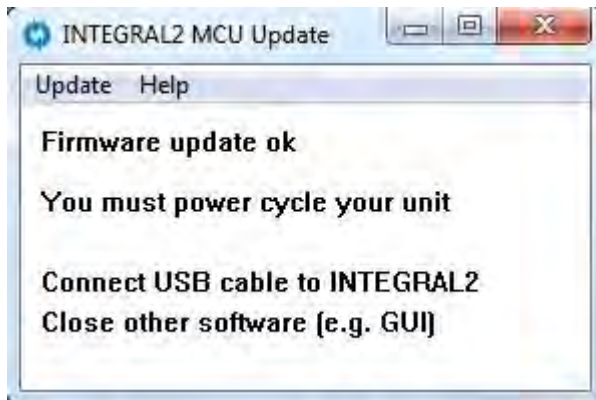 INTEGRAL2 MCU Update
Update Help
Firmware update ok
You must power cycle your unit
Connect USB cable to INTEGRAL2
Close other software (e.g. GUI)